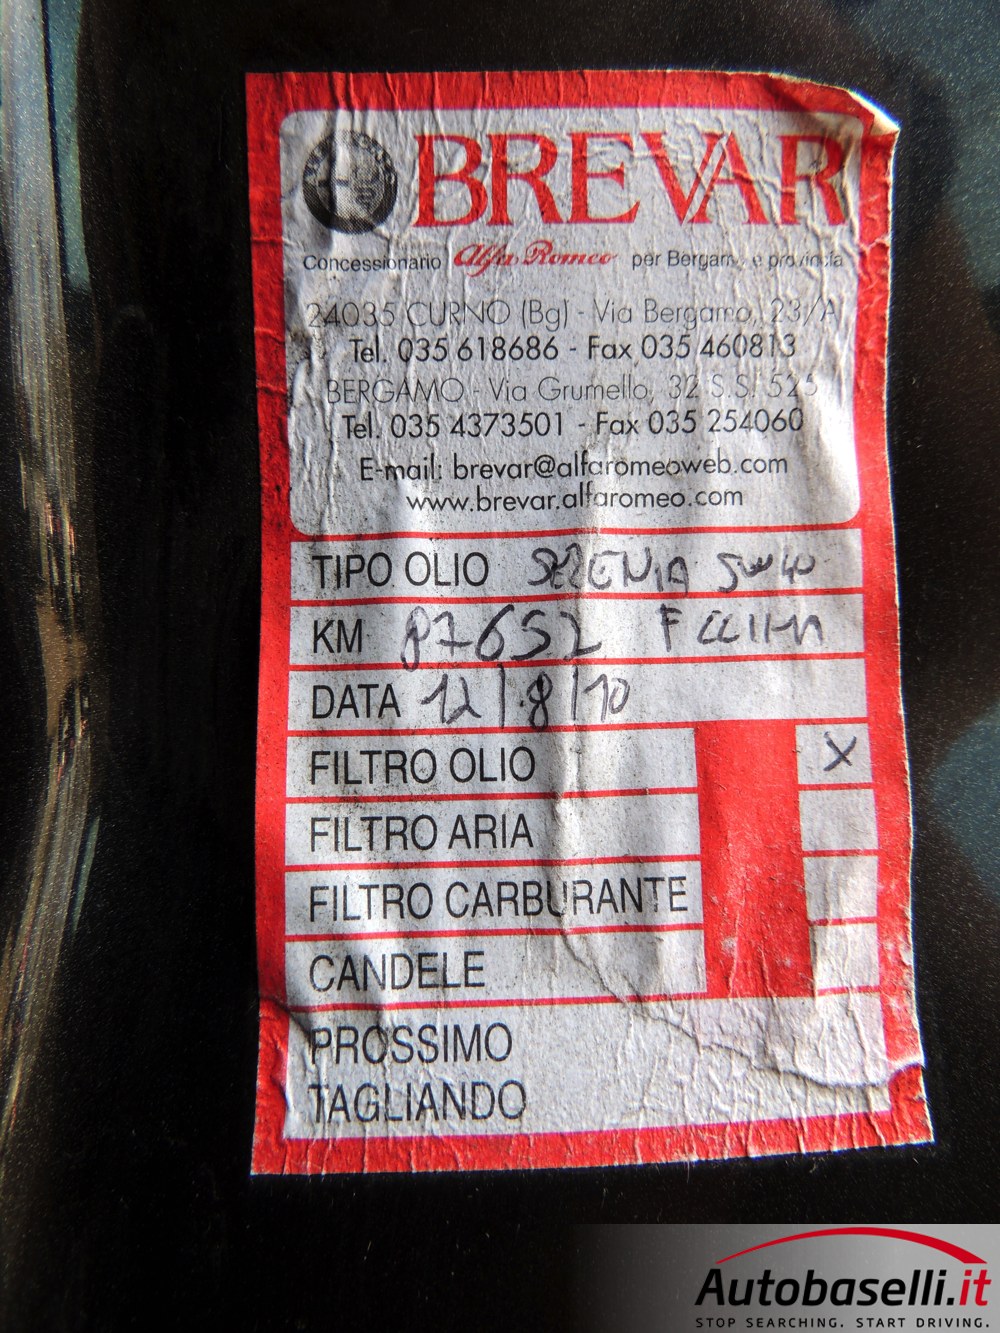 BREVAR
Concessionario Alfa Romeo per Bergamo e provincia
24035 CURNO (Bg) - Via Bergamo, 23/A
Tel. 035 618686 - Fax 035 460813
BERGAMO - Via Grumello, 32 S.S. 525
Tel. 035 4373501 - Fax 035 254060
E-mail: brevar@alfaromeoweb.com
www.brevar.alfaromeo.com
TIPO OLIO SELENIA 5W40
KM 87652 F CLIMA
DATA 12/8/10
FILTRO OLIO X
FILTRO ARIA
FILTRO CARBURANTE
CANDELE
PROSSIMO
TAGLIANDO
Autobaselli.it
STOP SEARCHING. START DRIVING.